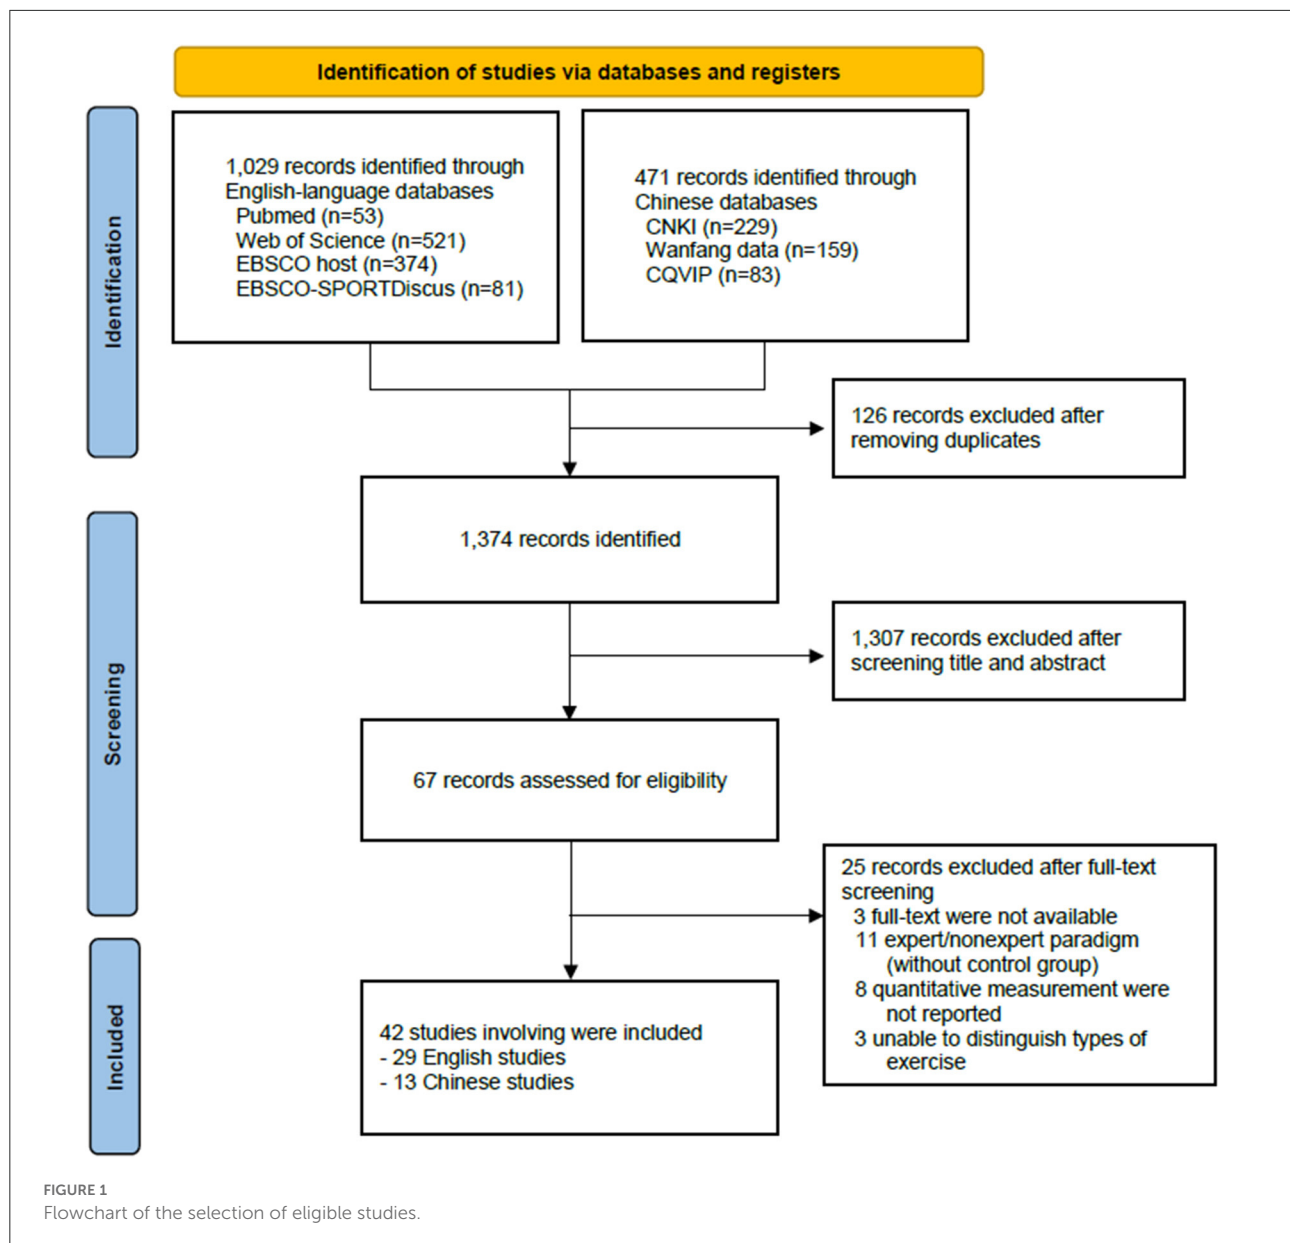 Identification of studies via databases and registers
Identification
1,029 records identified through
English-language databases
Pubmed (n=53)
Web of Science (n=521)
EBSCO host (n=374)
EBSCO-SPORTDiscus (n=81)
471 records identified through
Chinese databases
CNKI (n=229)
Wanfang data (n=159)
CQVIP (n=83)
126 records excluded after
removing duplicates
Screening
1,374 records identified
1,307 records excluded after
screening title and abstract
67 records assessed for eligibility
25 records excluded after full-text
screening
3 full-text were not available
11 expert/nonexpert paradigm
(without control group)
8 quantitative measurement were
not reported
3 unable to distinguish types of
exercise
Included
42 studies involving were included
- 29 English studies
- 13 Chinese studies
FIGURE 1
Flowchart of the selection of eligible studies.